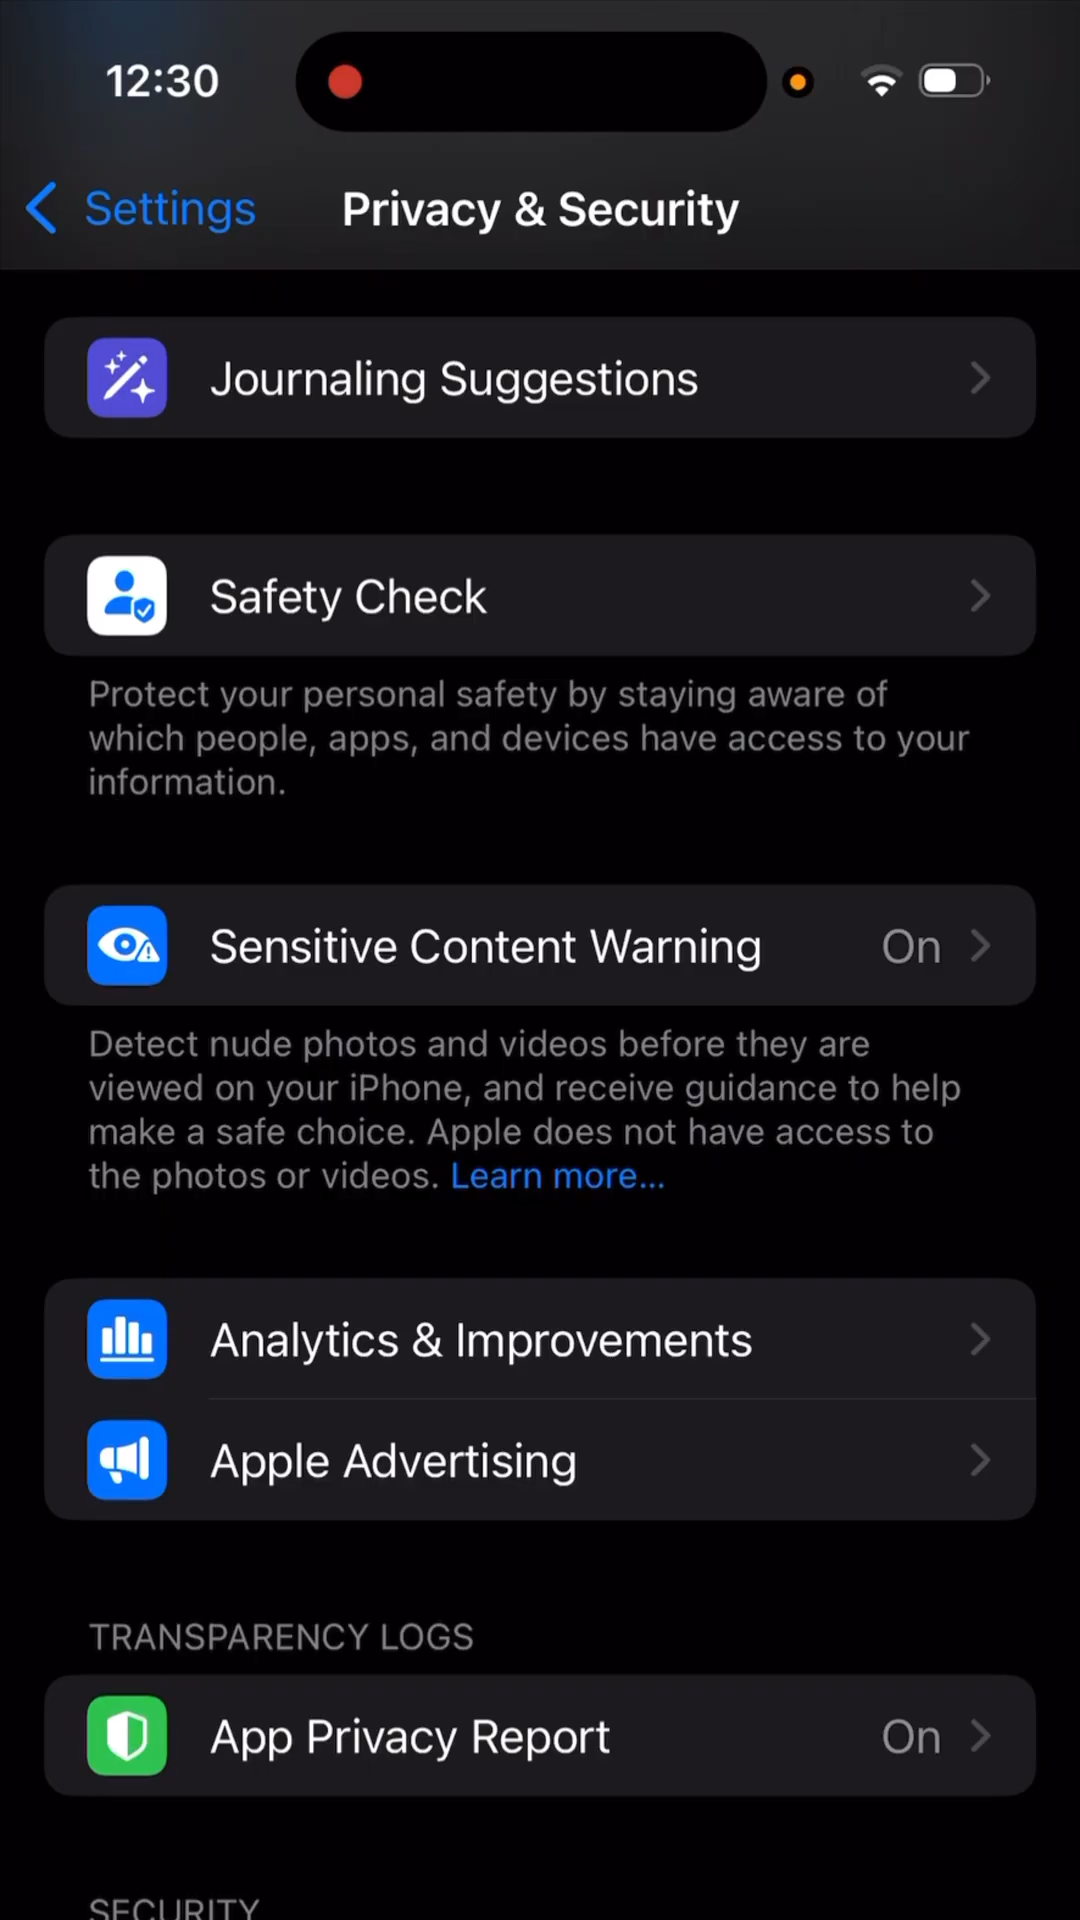 12:30
Settings
Privacy & Security
Journaling Suggestions
Safety Check
Protect your personal safety by staying aware of
which people, apps, and devices have access to your
information.
Sensitive Content Warning On
Detect nude photos and videos before they are
viewed on your iPhone, and receive guidance to help
make a safe choice. Apple does not have access to
the photos or videos. Learn more...
Analytics & Improvements
Apple Advertising
TRANSPARENCY LOGS
App Privacy Report On
SECURITY